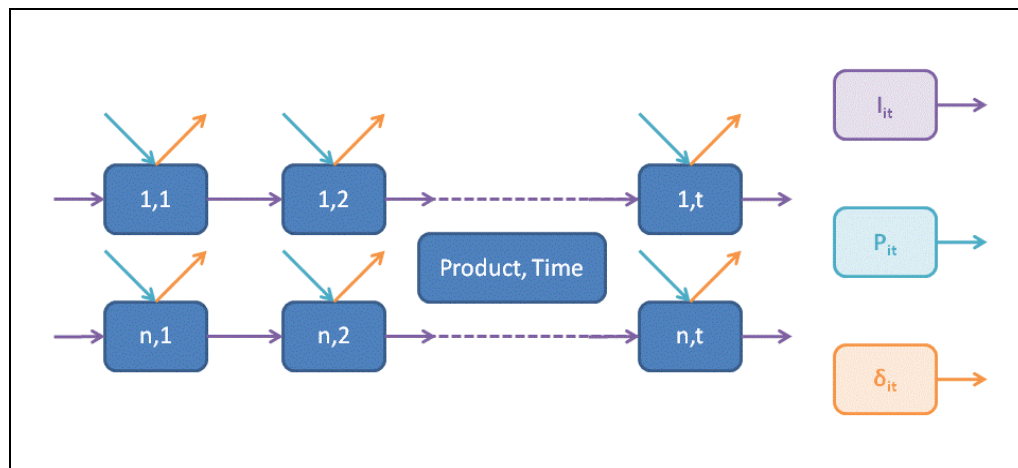 I_it
1,1 1,2 1,t
P_it
Product, Time
n,1 n,2 n,t
δ_it